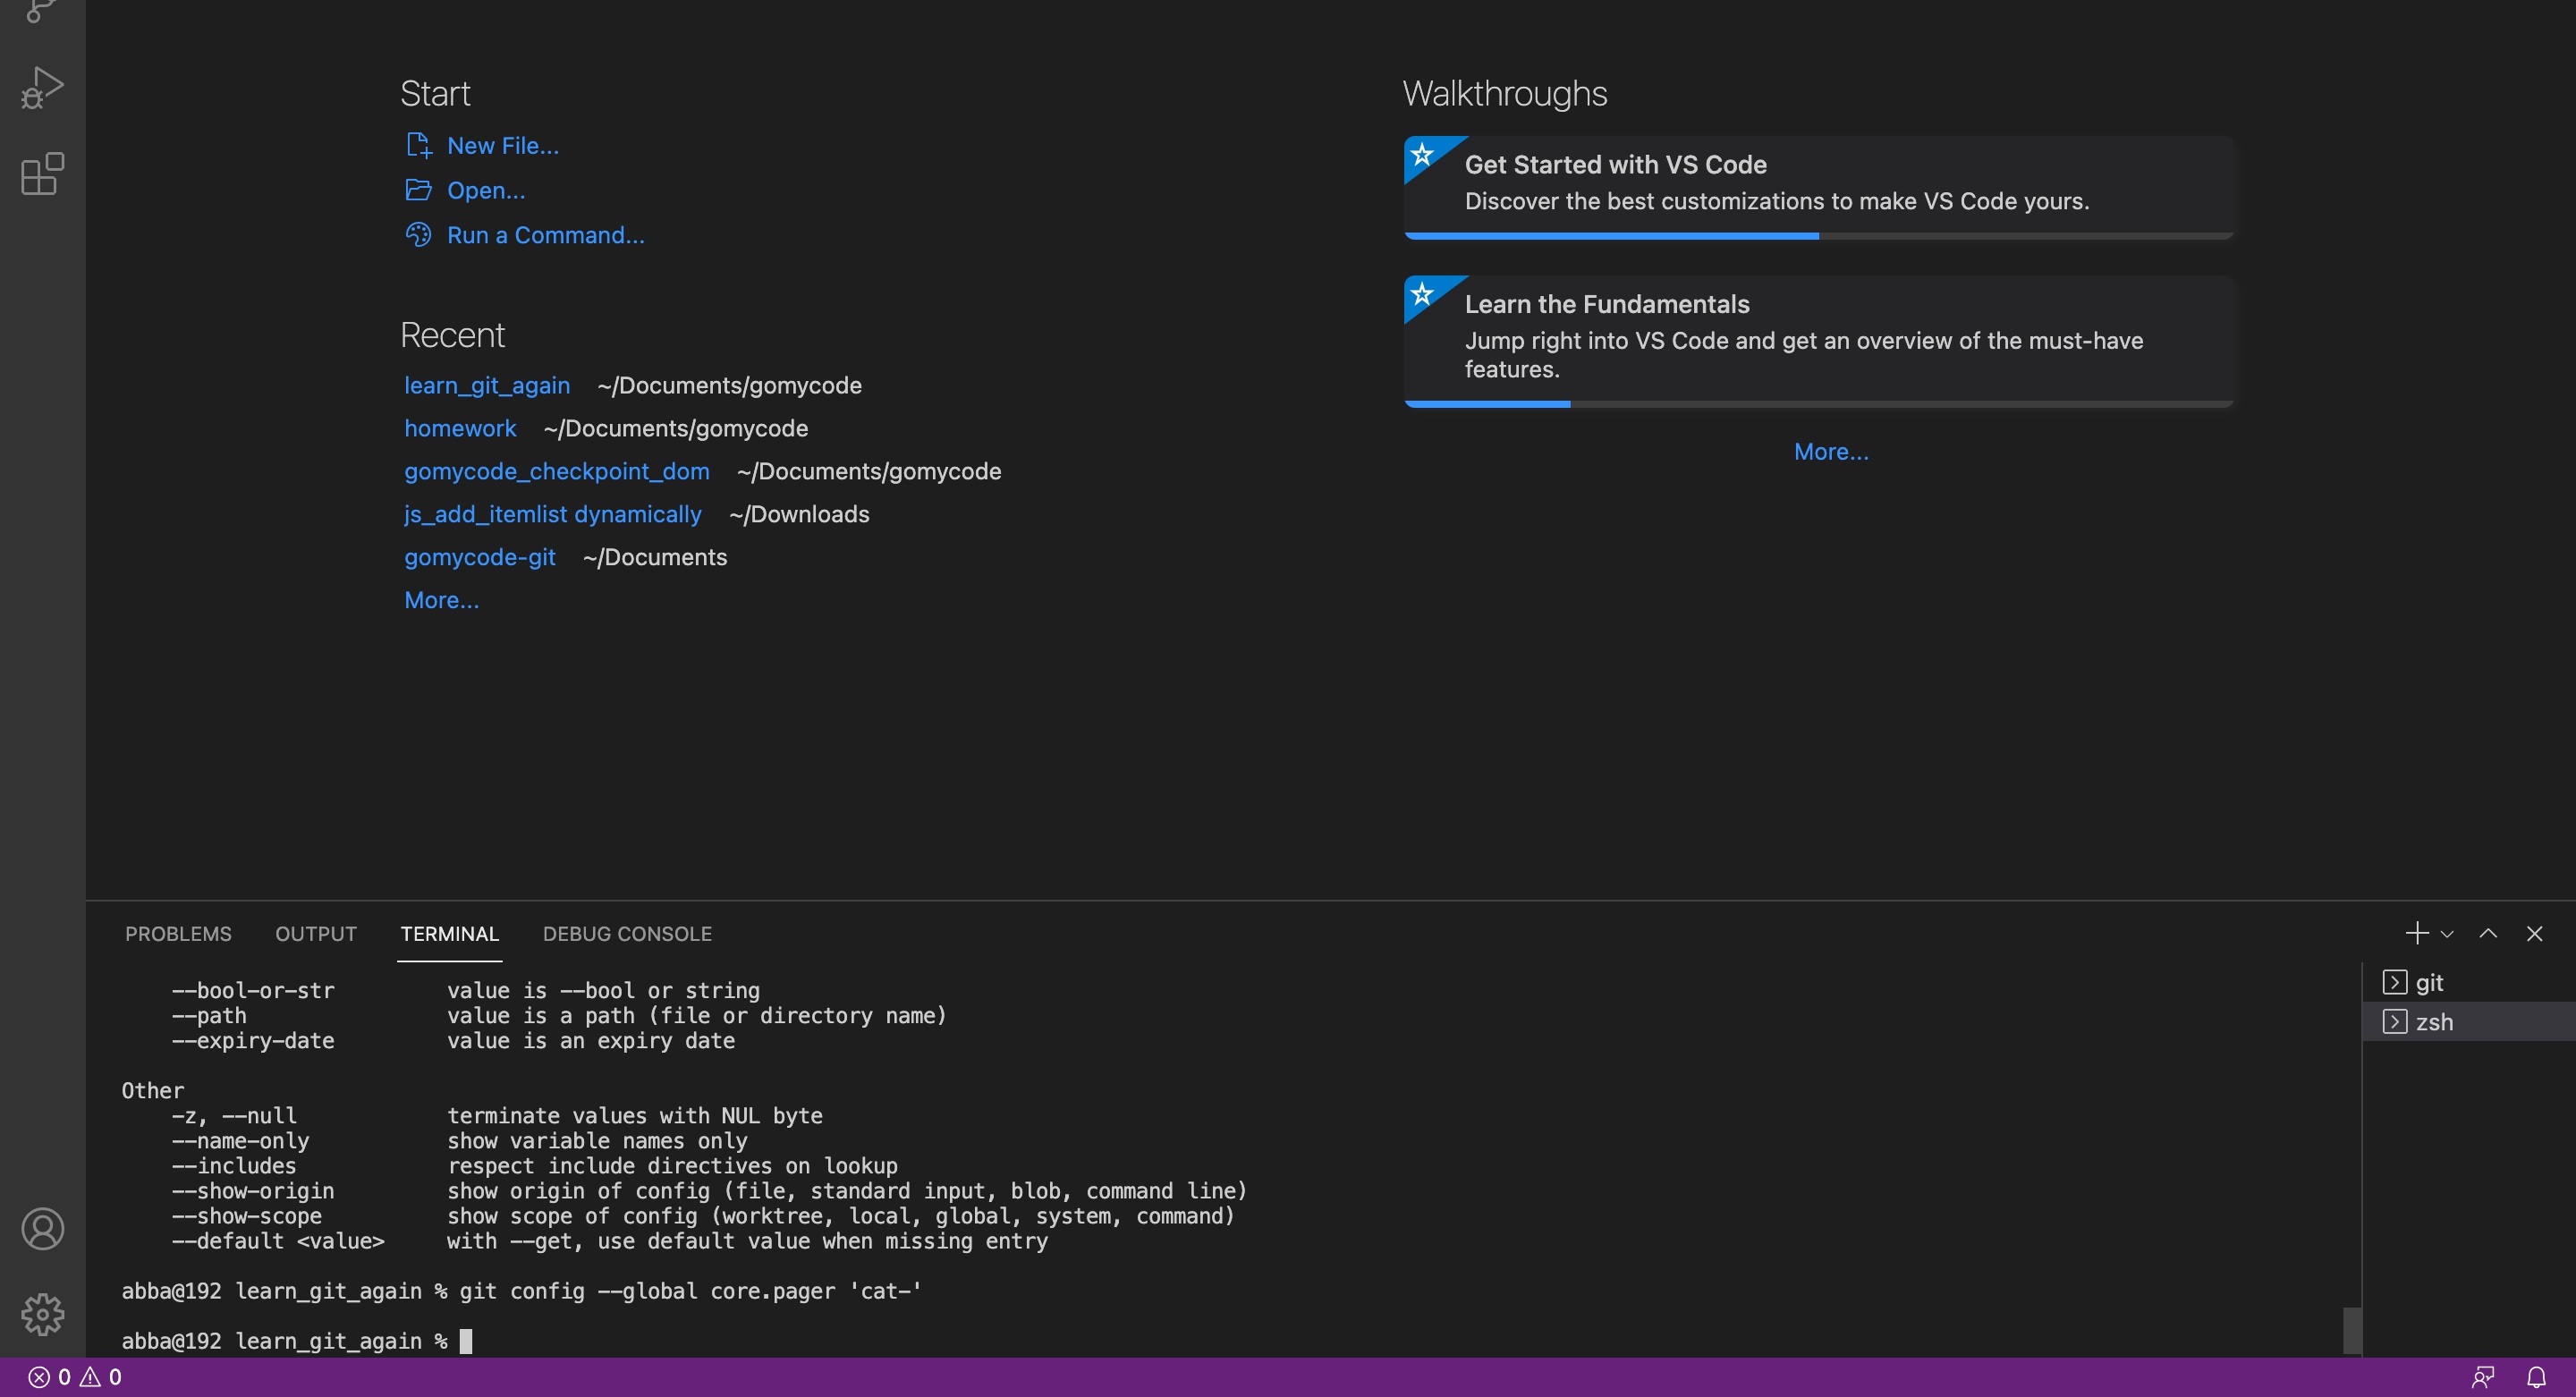 Start
New File...
Open...
Run a Command...
Recent
learn_git_again ~/Documents/gomycode
homework ~/Documents/gomycode
gomycode_checkpoint_dom ~/Documents/gomycode
js_add_itemlist dynamically ~/Downloads
gomycode-git ~/Documents
More...
Walkthroughs
Get Started with VS Code
Discover the best customizations to make VS Code yours.
Learn the Fundamentals
Jump right into VS Code and get an overview of the must-have
features.
More...
PROBLEMS OUTPUT TERMINAL DEBUG CONSOLE
--bool-or-str value is --bool or string
--path value is a path (file or directory name)
--expiry-date value is an expiry date
Other
-z, --null terminate values with NUL byte
--name-only show variable names only
--includes respect include directives on lookup
--show-origin show origin of config (file, standard input, blob, command line)
--show-scope show scope of config (worktree, local, global, system, command)
--default <value> with --get, use default value when missing entry
abba@192 learn_git_again % git config --global core.pager 'cat-'
abba@192 learn_git_again %
git
zsh
0 0